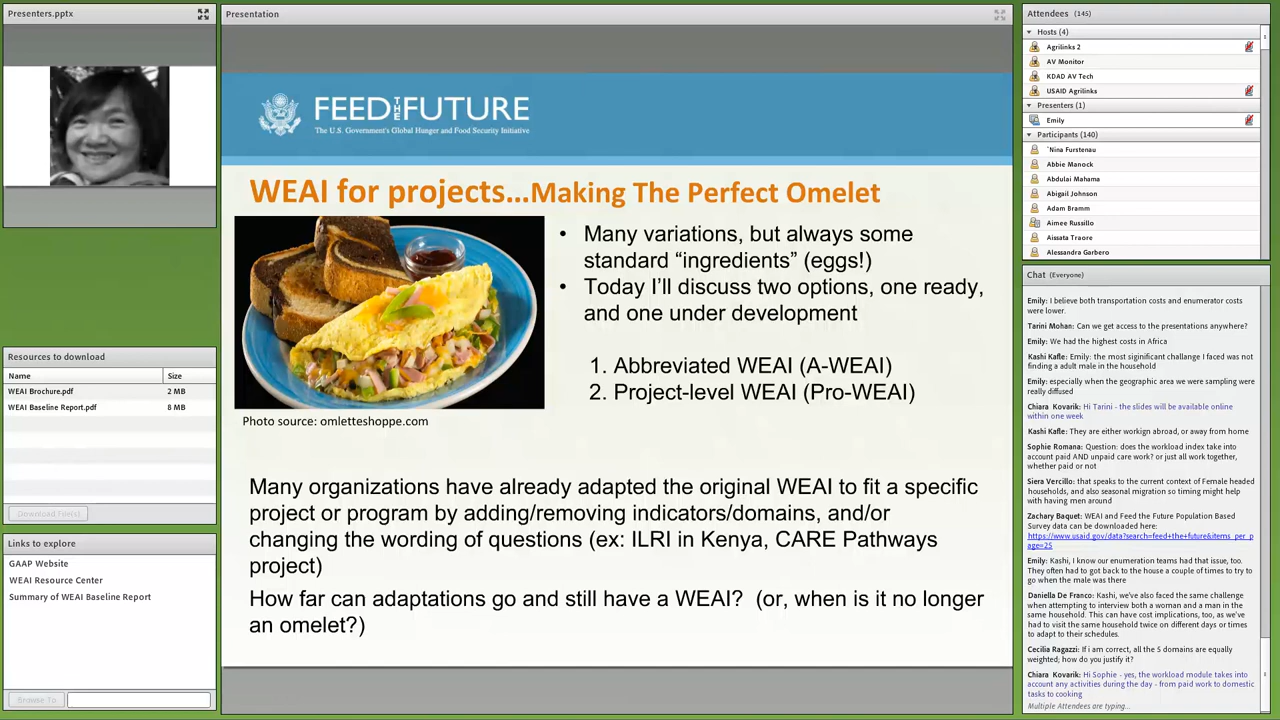 Presenters.pptx
Resources to download
Name Size
WEAI Brochure.pdf 2 MB
WEAI Baseline Report.pdf 8 MB
Download File(s)
Links to explore
GAAP Website
WEAI Resource Center
Summary of WEAI Baseline Report
Browse To
Presentation
FEED THE FUTURE
The U.S. Government's Global Hunger and Food Security Initiative
WEAI for projects...Making The Perfect Omelet
• Many variations, but always some
standard “ingredients” (eggs!)
• Today I’ll discuss two options, one ready,
and one under development
1. Abbreviated WEAI (A-WEAI)
2. Project-level WEAI (Pro-WEAI)
Photo source: omletteshoppe.com
Many organizations have already adapted the original WEAI to fit a specific
project or program by adding/removing indicators/domains, and/or
changing the wording of questions (ex: ILRI in Kenya, CARE Pathways
project)
How far can adaptations go and still have a WEAI? (or, when is it no longer
an omelet?)
Attendees (145)
Hosts (4)
Agrilinks 2
AV Monitor
KDAD AV Tech
USAID Agrilinks
Presenters (1)
Emily
Participants (140)
`Nina Furstenau
Abbie Manock
Abdulai Mahama
Abigail Johnson
Adam Bramm
Aimee Russillo
Aissata Traore
Alessandra Garbero
Chat (Everyone)
Emily: I believe both transportation costs and enumerator costs
were lower.
Tarini Mohan: Can we get access to the presentations anywhere?
Emily: We had the highest costs in Africa
Kashi Kafle: Emily: the most siginificant challenge I faced was not
finding a adult male in the household
Emily: especially when the geographic area we were sampling were
really diffused
Chiara Kovarik: Hi Tarini - the slides will be available online
within one week
Kashi Kafle: They are either workign abroad, or away from home
Sophie Romana: Question: does the workload index take into
account paid AND unpaid care work? or just all work together,
whether paid or not
Siera Vercillo: that speaks to the current context of Female headed
households, and also seasonal migration so timing might help
with having men around
Zachary Baquet: WEAI and Feed the Future Population Based
Survey data can be downloaded here:
https://www.usaid.gov/data?search=feed+the+future&items_per_p
age=25
Emily: Kashi, I know our enumeration teams had that issue, too.
They often had to got back to the house a couple of times to try to
go when the male was there
Daniella De Franco: Kashi, we've also faced the same challenge
when attempting to interview both a woman and a man in the
same household. This can have cost implications, too, as we've
had to visit the same household twice on different days or times
to adapt to their schedules.
Cecilia Ragazzi: If i am correct, all the 5 domains are equally
weighted; how do you justify it?
Chiara Kovarik: Hi Sophie - yes, the workload module takes into
account any activities during the day - from paid work to domestic
tasks to cooking
Multiple Attendees are typing...